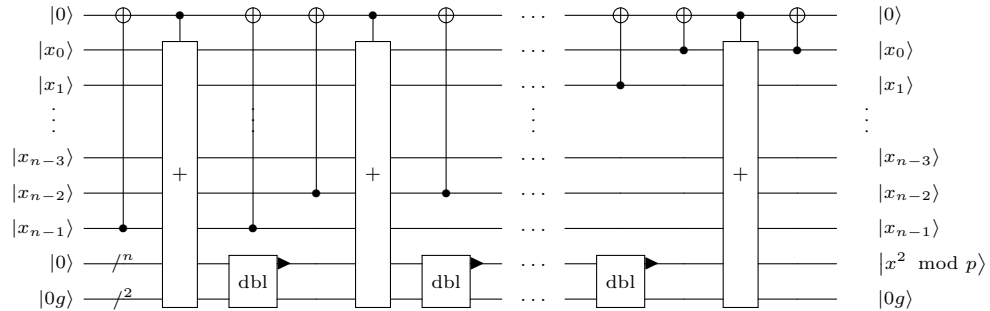 |0⟩ ··· |0⟩
|x₀⟩ ··· |x₀⟩
|x₁⟩ ··· |x₁⟩
⋮ ⋮ ⋮ ⋮
|xₙ₋₃⟩ + + ··· + |xₙ₋₃⟩
|xₙ₋₂⟩ ··· |xₙ₋₂⟩
|xₙ₋₁⟩ ··· |xₙ₋₁⟩
|0⟩ n ··· |x² mod p⟩
dbl dbl dbl
|0g⟩ 2 ··· |0g⟩